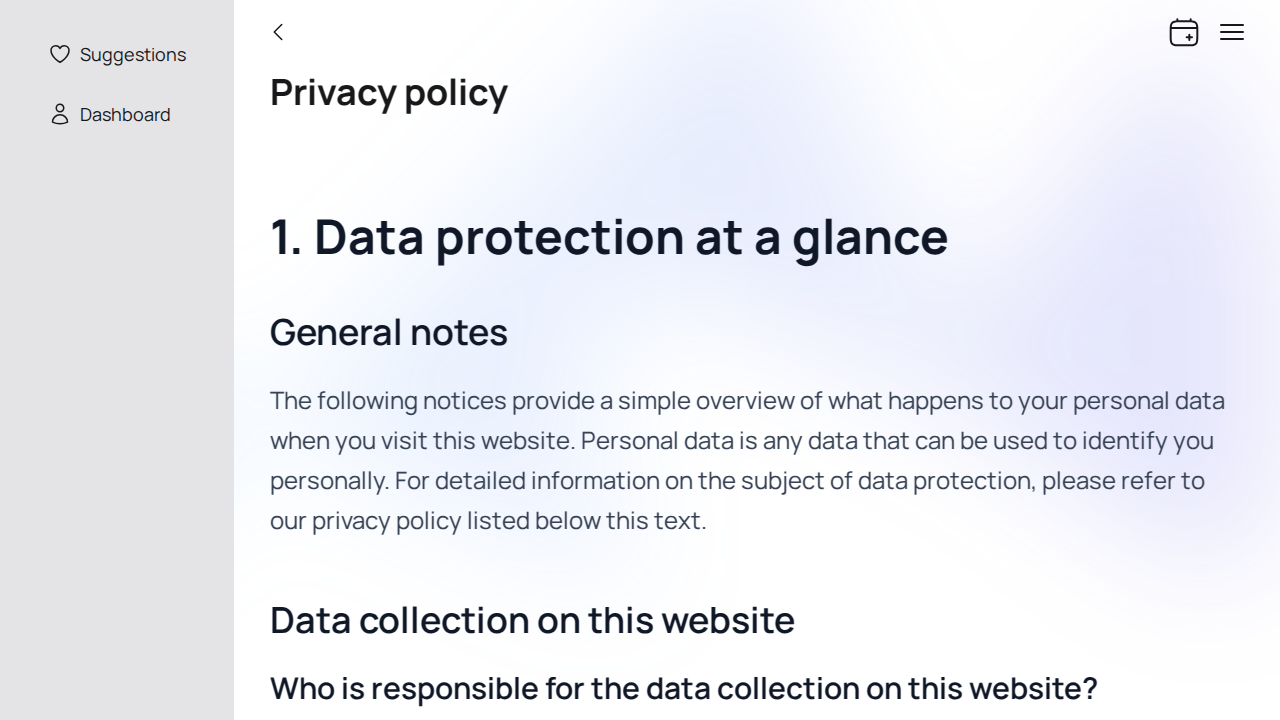 Suggestions
Dashboard
Privacy policy
1. Data protection at a glance
General notes
The following notices provide a simple overview of what happens to your personal data
when you visit this website. Personal data is any data that can be used to identify you
personally. For detailed information on the subject of data protection, please refer to
our privacy policy listed below this text.
Data collection on this website
Who is responsible for the data collection on this website?